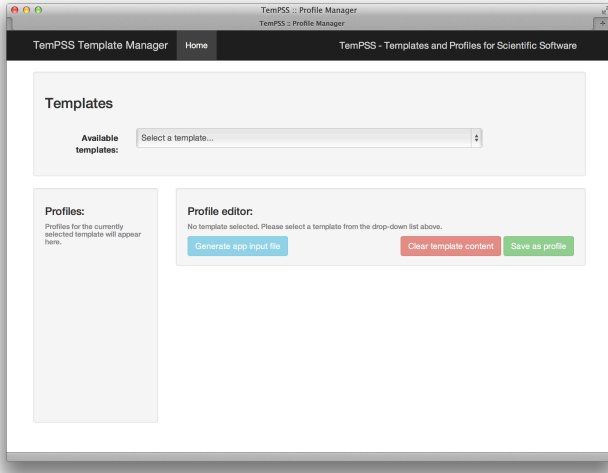 TemPSS :: Profile Manager
TemPSS :: Profile Manager
+
TemPSS Template Manager Home TemPSS - Templates and Profiles for Scientific Software
Templates
Available
templates:
Select a template...
Profiles:
Profiles for the currently
selected template will appear
here.
Profile editor:
No template selected. Please select a template from the drop-down list above.
Generate app input file Clear template content Save as profile